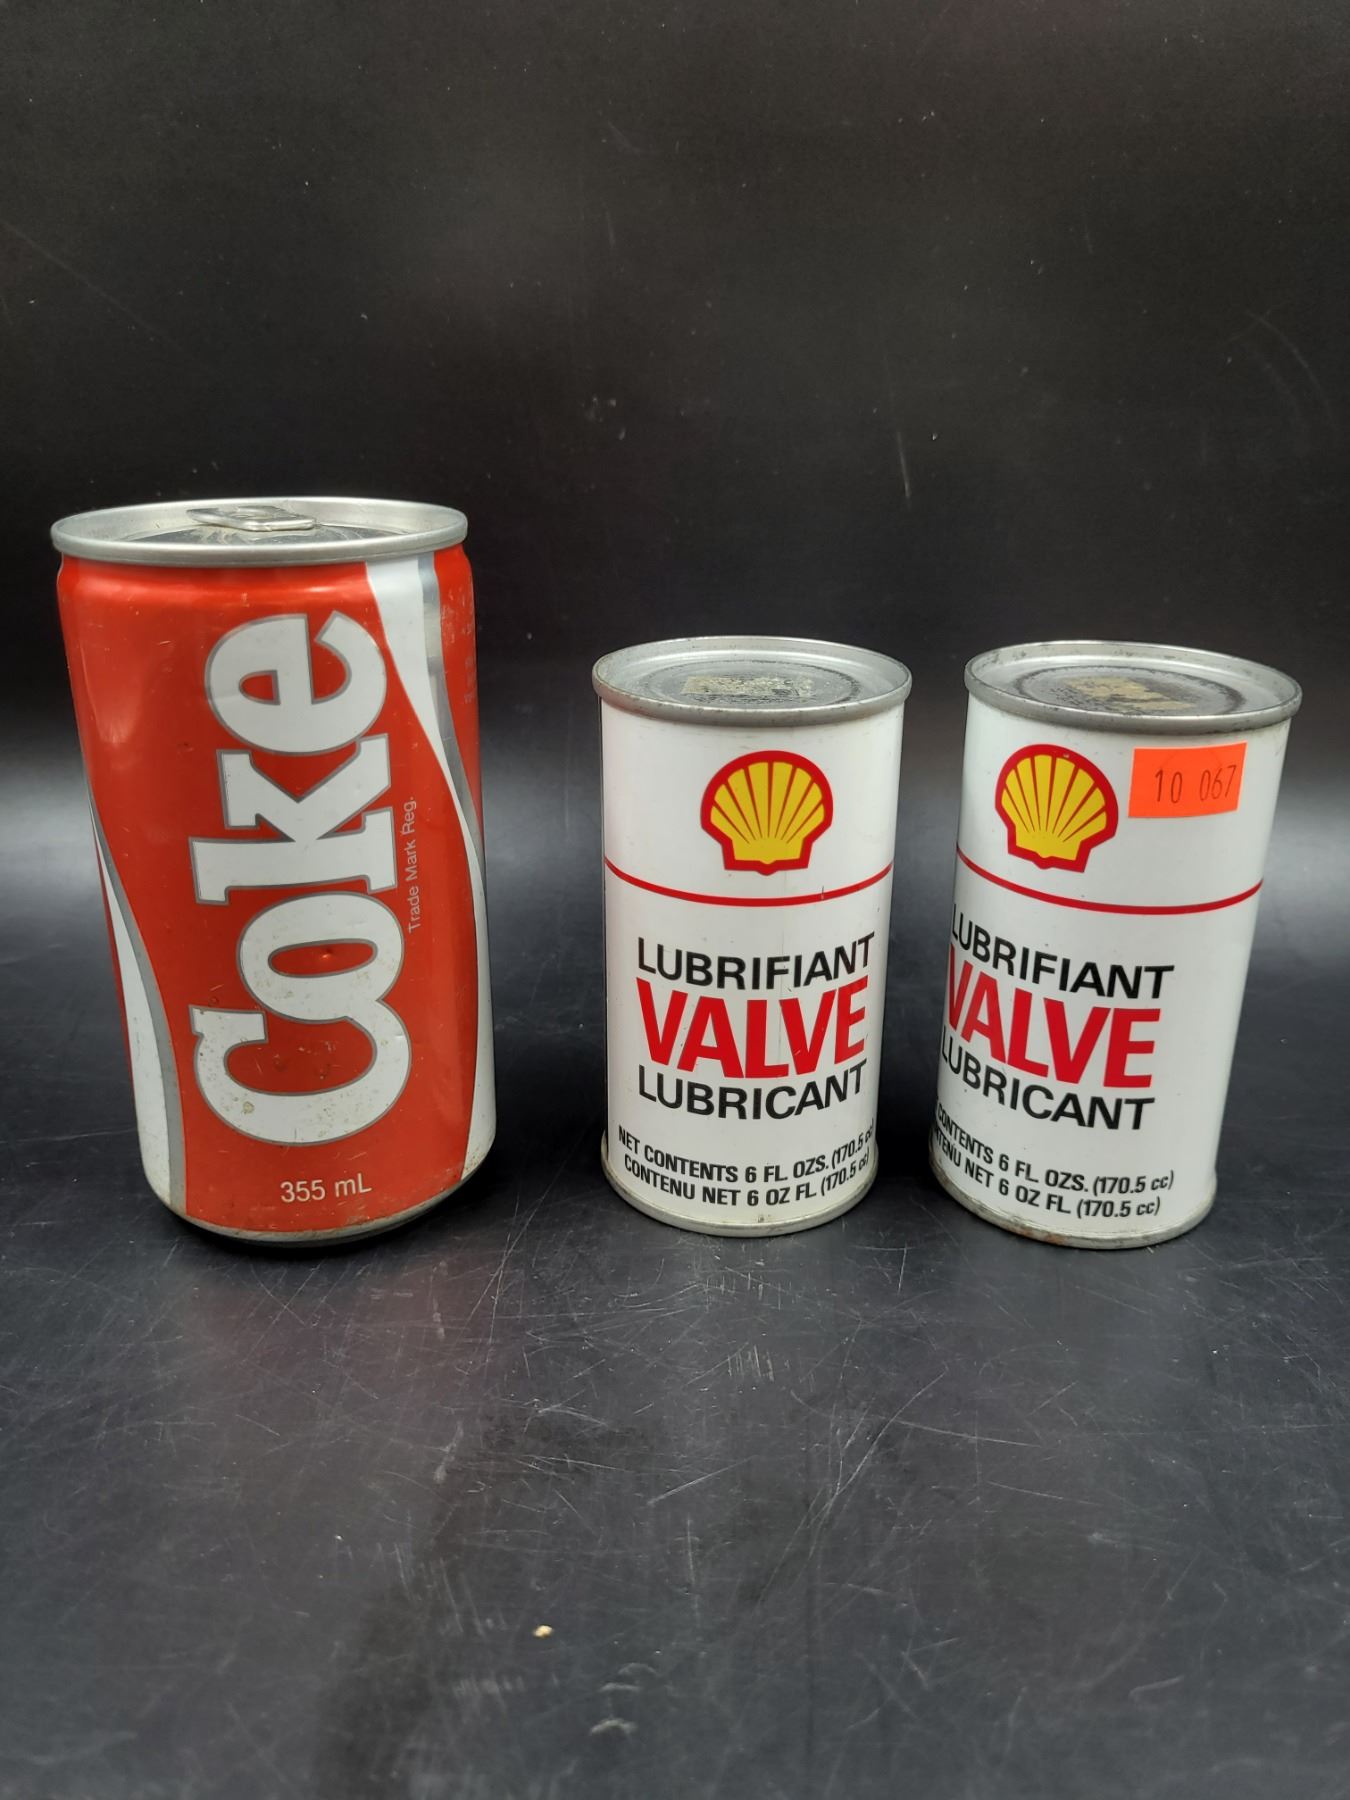 Coke
Trade Mark Reg.
355 mL
LUBRIFIANT
VALVE
LUBRICANT
NET CONTENTS 6 FL. OZS. (170.5 cc)
CONTENU NET 6 OZ FL. (170.5 cc)
10 067
LUBRIFIANT
VALVE
LUBRICANT
CONTENTS 6 FL. OZS. (170.5 cc)
NET 6 OZ FL. (170.5 cc)